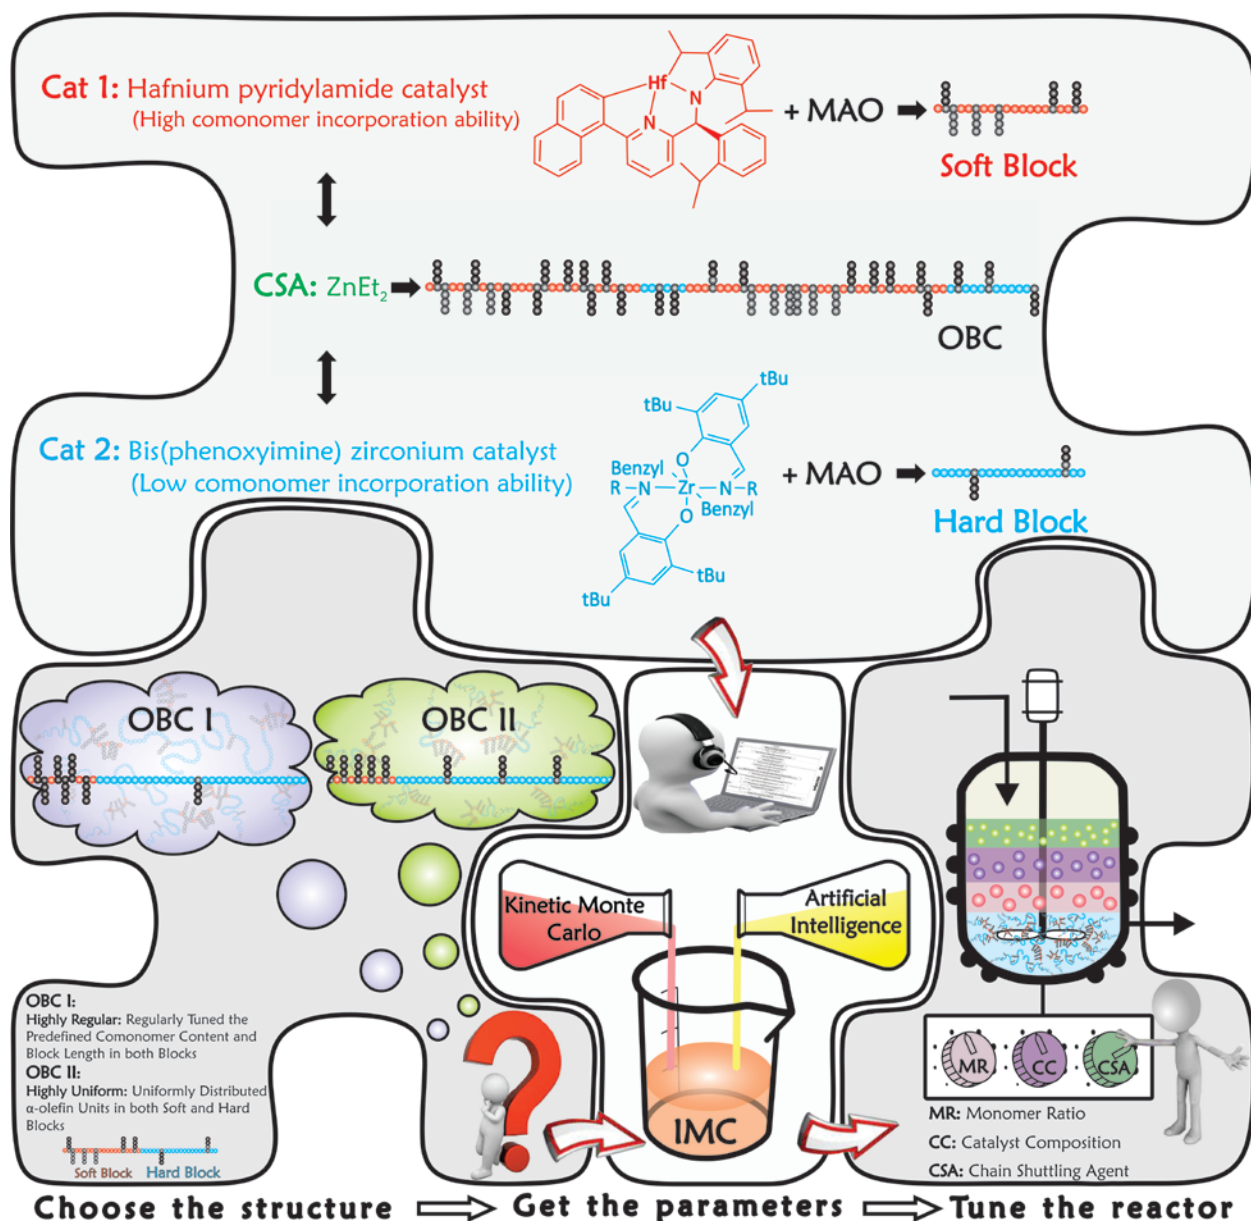 Cat 1: Hafnium pyridylamide catalyst
(High comonomer incorporation ability)
Hf
N
N
+ MAO
Soft Block
CSA: ZnEt₂
OBC
Cat 2: Bis(phenoxyimine) zirconium catalyst
(Low comonomer incorporation ability)
tBu
tBu
O
Benzyl
R N Zr N R
Benzyl
O
tBu
tBu
+ MAO
Hard Block
OBC I
OBC II
Kinetic Monte
Carlo
Artificial
Intelligence
IMC
OBC I:
Highly Regular: Regularly Tuned the
Predefined Comonomer Content and
Block Length in both Blocks
OBC II:
Highly Uniform: Uniformly Distributed
α-olefin Units in both Soft and Hard
Blocks
Soft Block Hard Block
MR CC CSA
MR: Monomer Ratio
CC: Catalyst Composition
CSA: Chain Shuttling Agent
Choose the structure Get the parameters Tune the reactor